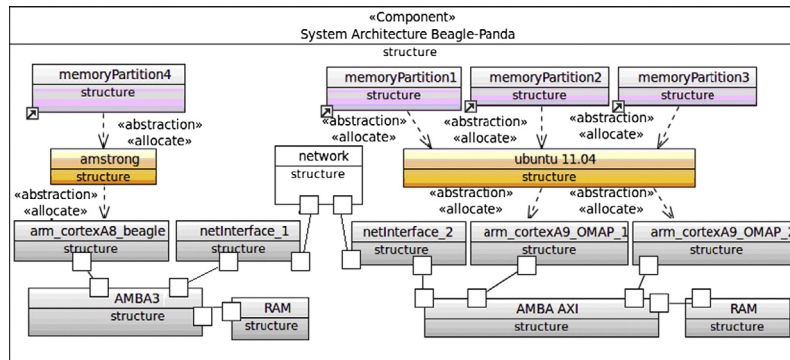 «Component»
System Architecture Beagle-Panda
structure
memoryPartition4
structure
memoryPartition1
structure
memoryPartition2
structure
memoryPartition3
structure
«abstraction»
«allocate»
«abstraction»
«allocate»
«abstraction»
«allocate»
«abstraction»
«allocate»
amstrong
structure
network
structure
ubuntu 11.04
structure
«abstraction»
«allocate»
«abstraction»
«allocate»
«abstraction»
«allocate»
arm_cortexA8_beagle
structure
netInterface_1
structure
netInterface_2
structure
arm_cortexA9_OMAP_1
structure
arm_cortexA9_OMAP_2
structure
AMBA3
structure
RAM
structure
AMBA AXI
structure
RAM
structure